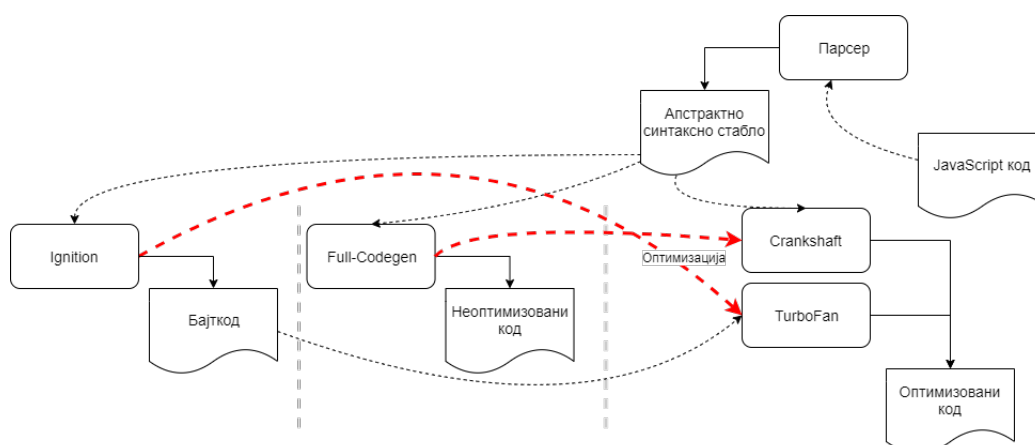 Парсер
Апстрактно
синтаксно стабло
JavaScript код
Ignition
Full-Codegen
Crankshaft
Оптимизација
TurboFan
Бајткод
Неоптимизовани
код
Оптимизовани
код